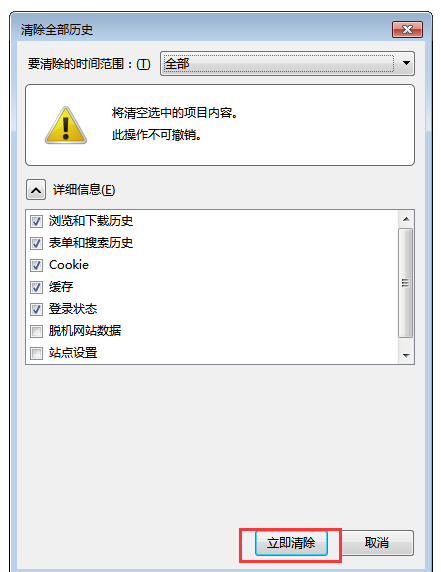 清除全部历史
要清除的时间范围：(T) 全部
将清空选中的项目内容。
此操作不可撤销。
详细信息(E)
浏览和下载历史
表单和搜索历史
Cookie
缓存
登录状态
脱机网站数据
站点设置
立即清除 取消